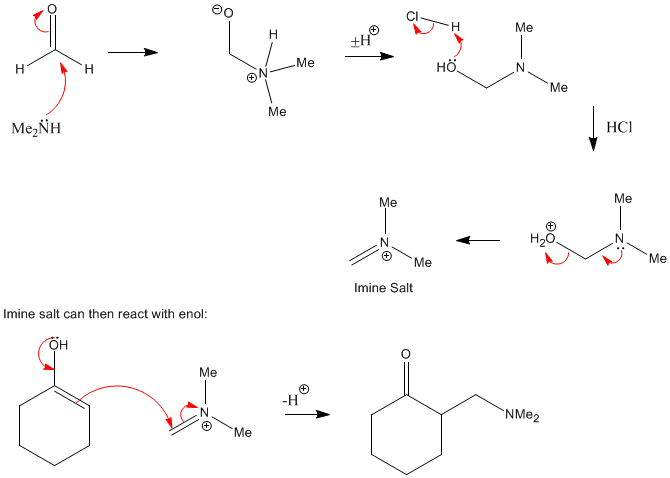 O
H H
Me2NH
⊖O
H
N Me
⊕
Me
±H⊕
Cl H
HO
Me
N
Me
HCl
Me
N
⊕ Me
Imine Salt
⊕
H2O
Me
N
Me
Imine salt can then react with enol:
OH
Me
N
⊕ Me
-H⊕
O
NMe2